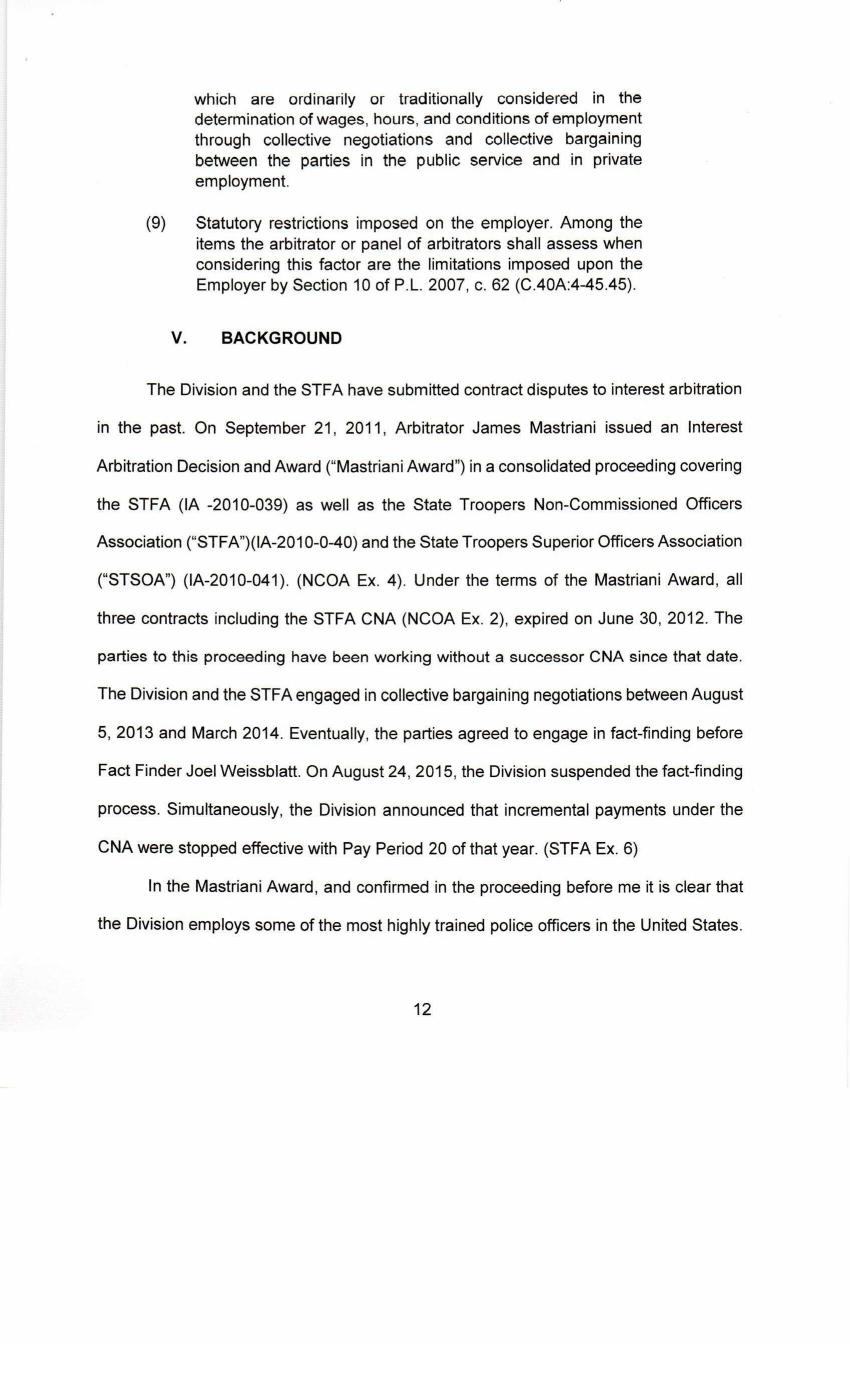 which are ordinarily or traditionally considered in the
determination of wages, hours, and conditions of employment
through collective negotiations and collective bargaining
between the parties in the public service and in private
employment.
(9) Statutory restrictions imposed on the employer. Among the
items the arbitrator or panel of arbitrators shall assess when
considering this factor are the limitations imposed upon the
Employer by Section 10 of P.L. 2007, c. 62 (C.40A:4-45.45).
V. BACKGROUND
The Division and the STFA have submitted contract disputes to interest arbitration
in the past. On September 21, 2011, Arbitrator James Mastriani issued an Interest
Arbitration Decision and Award (“Mastriani Award”) in a consolidated proceeding covering
the STFA (IA -2010-039) as well as the State Troopers Non-Commissioned Officers
Association (“STFA”)(IA-2010-0-40) and the State Troopers Superior Officers Association
(“STSOA”) (IA-2010-041). (NCOA Ex. 4). Under the terms of the Mastriani Award, all
three contracts including the STFA CNA (NCOA Ex. 2), expired on June 30, 2012. The
parties to this proceeding have been working without a successor CNA since that date.
The Division and the STFA engaged in collective bargaining negotiations between August
5, 2013 and March 2014. Eventually, the parties agreed to engage in fact-finding before
Fact Finder Joel Weissblatt. On August 24, 2015, the Division suspended the fact-finding
process. Simultaneously, the Division announced that incremental payments under the
CNA were stopped effective with Pay Period 20 of that year. (STFA Ex. 6)
In the Mastriani Award, and confirmed in the proceeding before me it is clear that
the Division employs some of the most highly trained police officers in the United States.
12